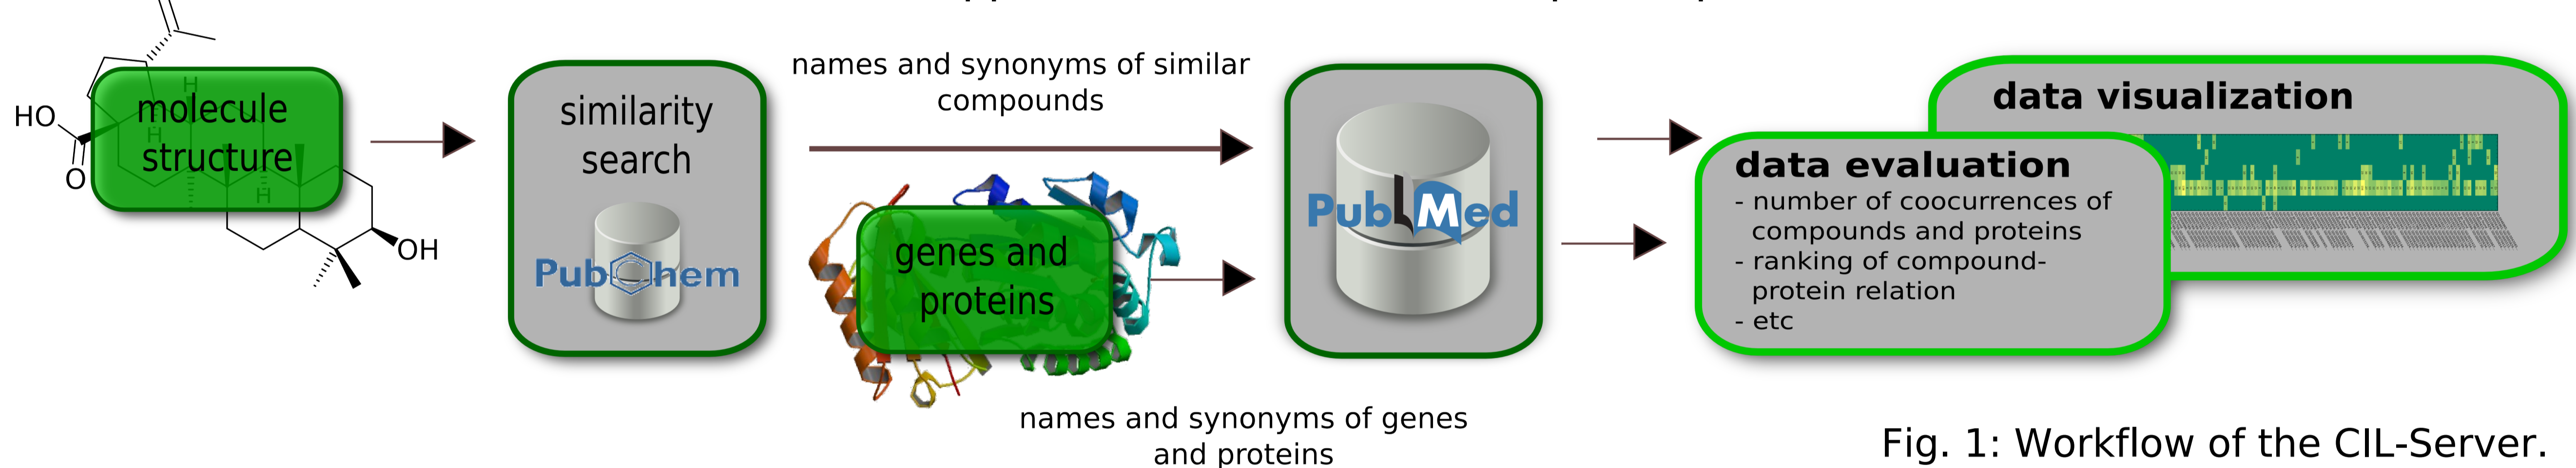 HO
O
H
H
H
OH
molecule
structure
similarity
search
PubChem
names and synonyms of similar
compounds
genes and
proteins
names and synonyms of genes
and proteins
PubMed
data visualization
data evaluation
- number of coocurrences of
compounds and proteins
- ranking of compound-
protein relation
- etc
Fig. 1: Workflow of the CIL-Server.